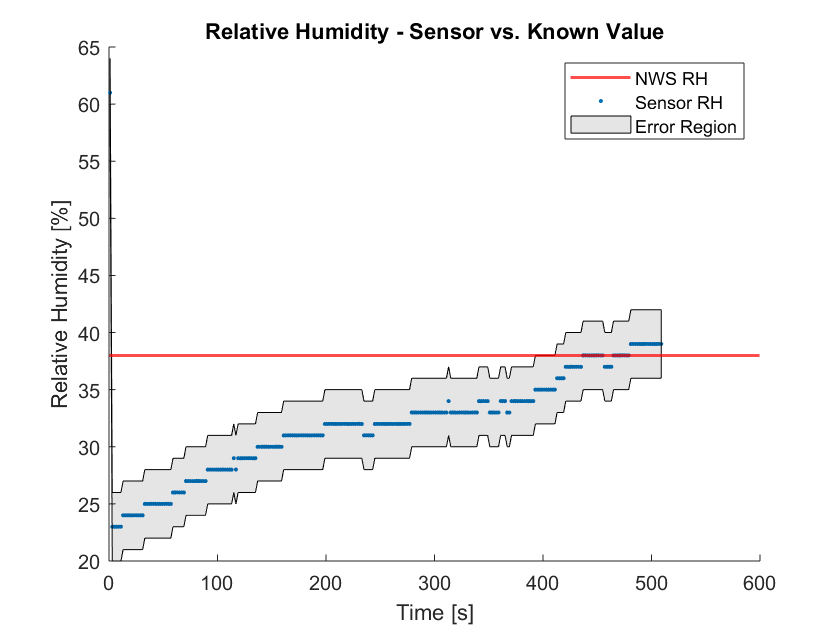 Relative Humidity - Sensor vs. Known Value
NWS RH
Sensor RH
Error Region
65
60
55
50
45
40
35
30
25
20
Relative Humidity [%]
0 100 200 300 400 500 600
Time [s]